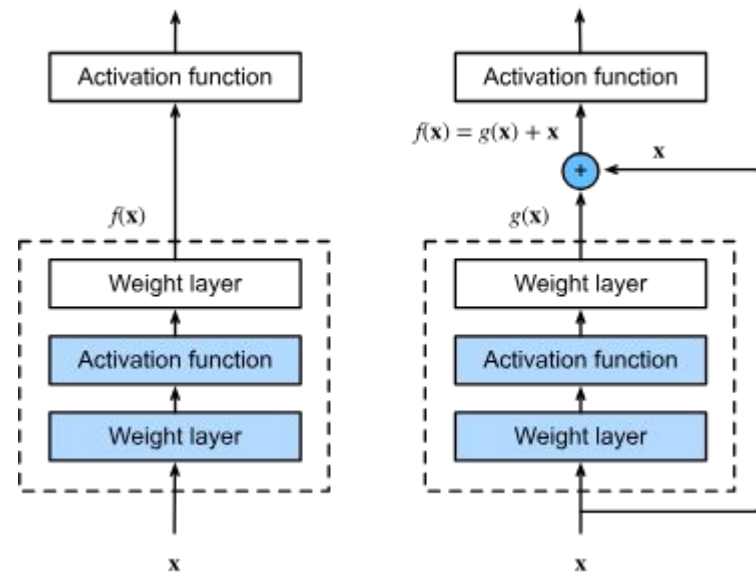 Activation function
f(x)
Weight layer
Activation function
Weight layer
x
Activation function
f(x) = g(x) + x
x
+
g(x)
Weight layer
Activation function
Weight layer
x